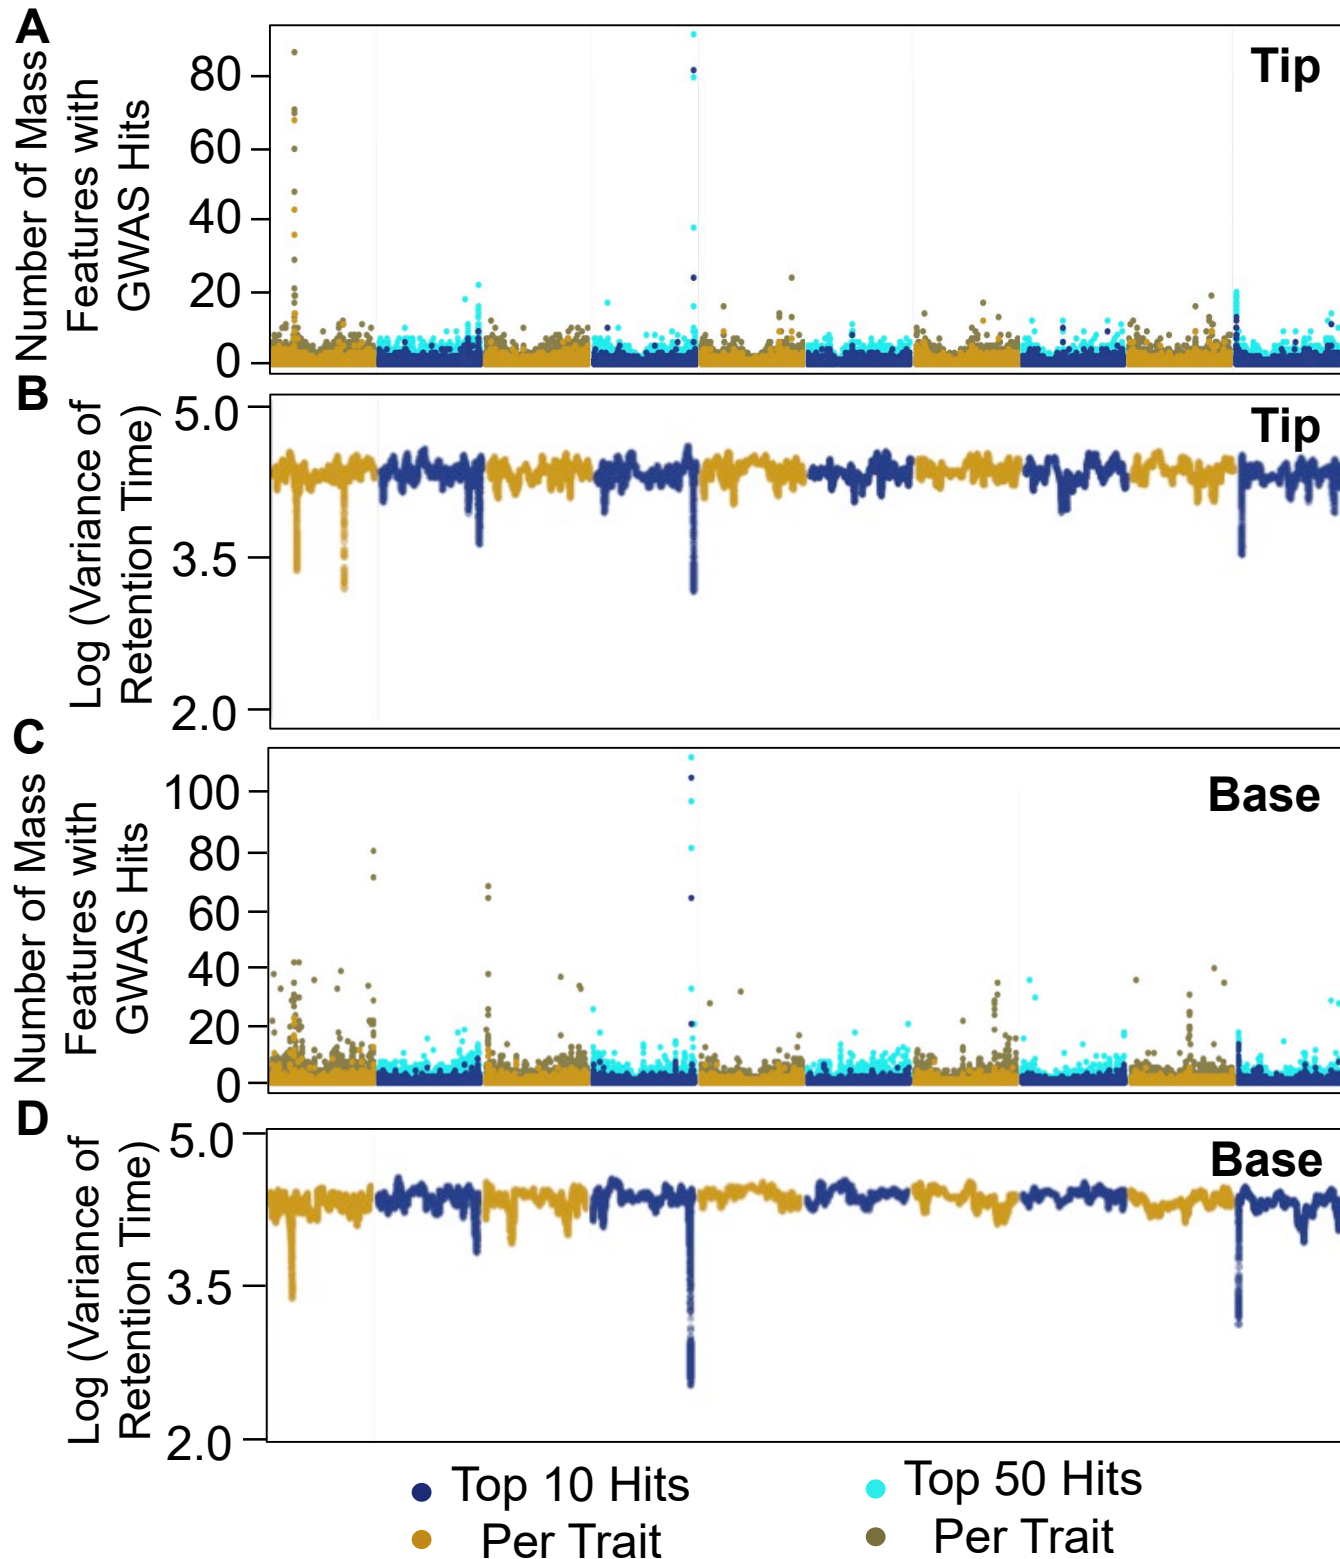 A
Number of Mass
Features with
GWAS Hits
80
60
40
20
0
Tip
B
Log (Variance of
Retention Time)
5.0
3.5
2.0
Tip
C
Number of Mass
Features with
GWAS Hits
100
80
60
40
20
0
Base
D
Log (Variance of
Retention Time)
5.0
3.5
2.0
Base
Top 10 Hits
Per Trait
Top 50 Hits
Per Trait